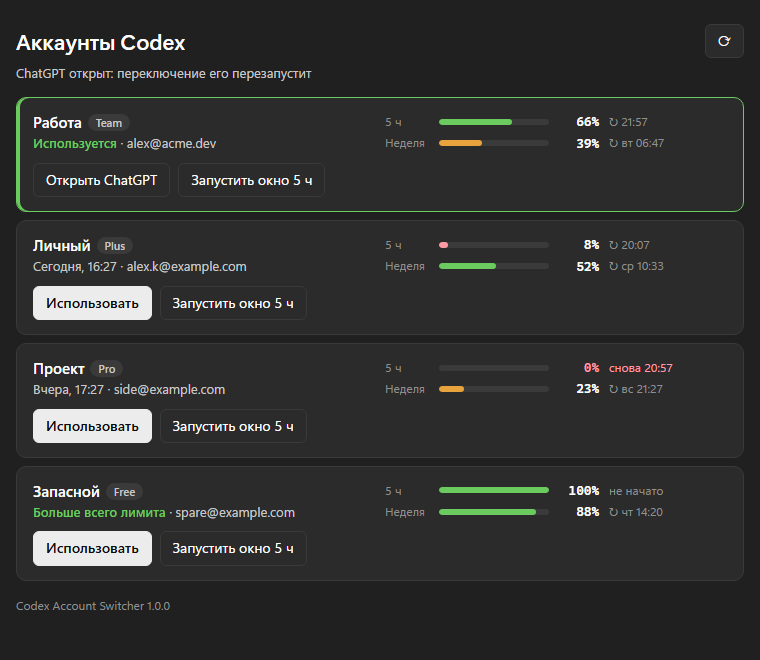 Аккаунты Codex
ChatGPT открыт: переключение его перезапустит
Работа Team
Используется · alex@acme.dev
5 ч 66% ↻ 21:57
Неделя 39% ↻ вт 06:47
Открыть ChatGPT Запустить окно 5 ч
Личный Plus
Сегодня, 16:27 · alex.k@example.com
5 ч 8% ↻ 20:07
Неделя 52% ↻ ср 10:33
Использовать Запустить окно 5 ч
Проект Pro
Вчера, 17:27 · side@example.com
5 ч 0% снова 20:57
Неделя 23% ↻ вс 21:27
Использовать Запустить окно 5 ч
Запасной Free
Больше всего лимита · spare@example.com
5 ч 100% не начато
Неделя 88% ↻ чт 14:20
Использовать Запустить окно 5 ч
Codex Account Switcher 1.0.0